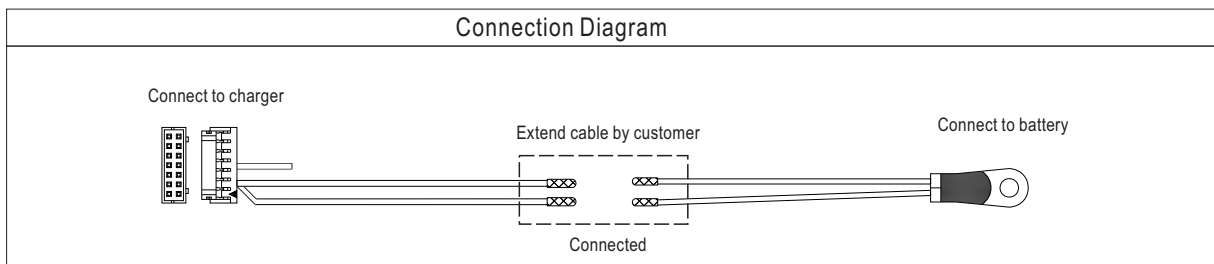 Connection Diagram
Connect to charger
Extend cable by customer
Connect to battery
Connected